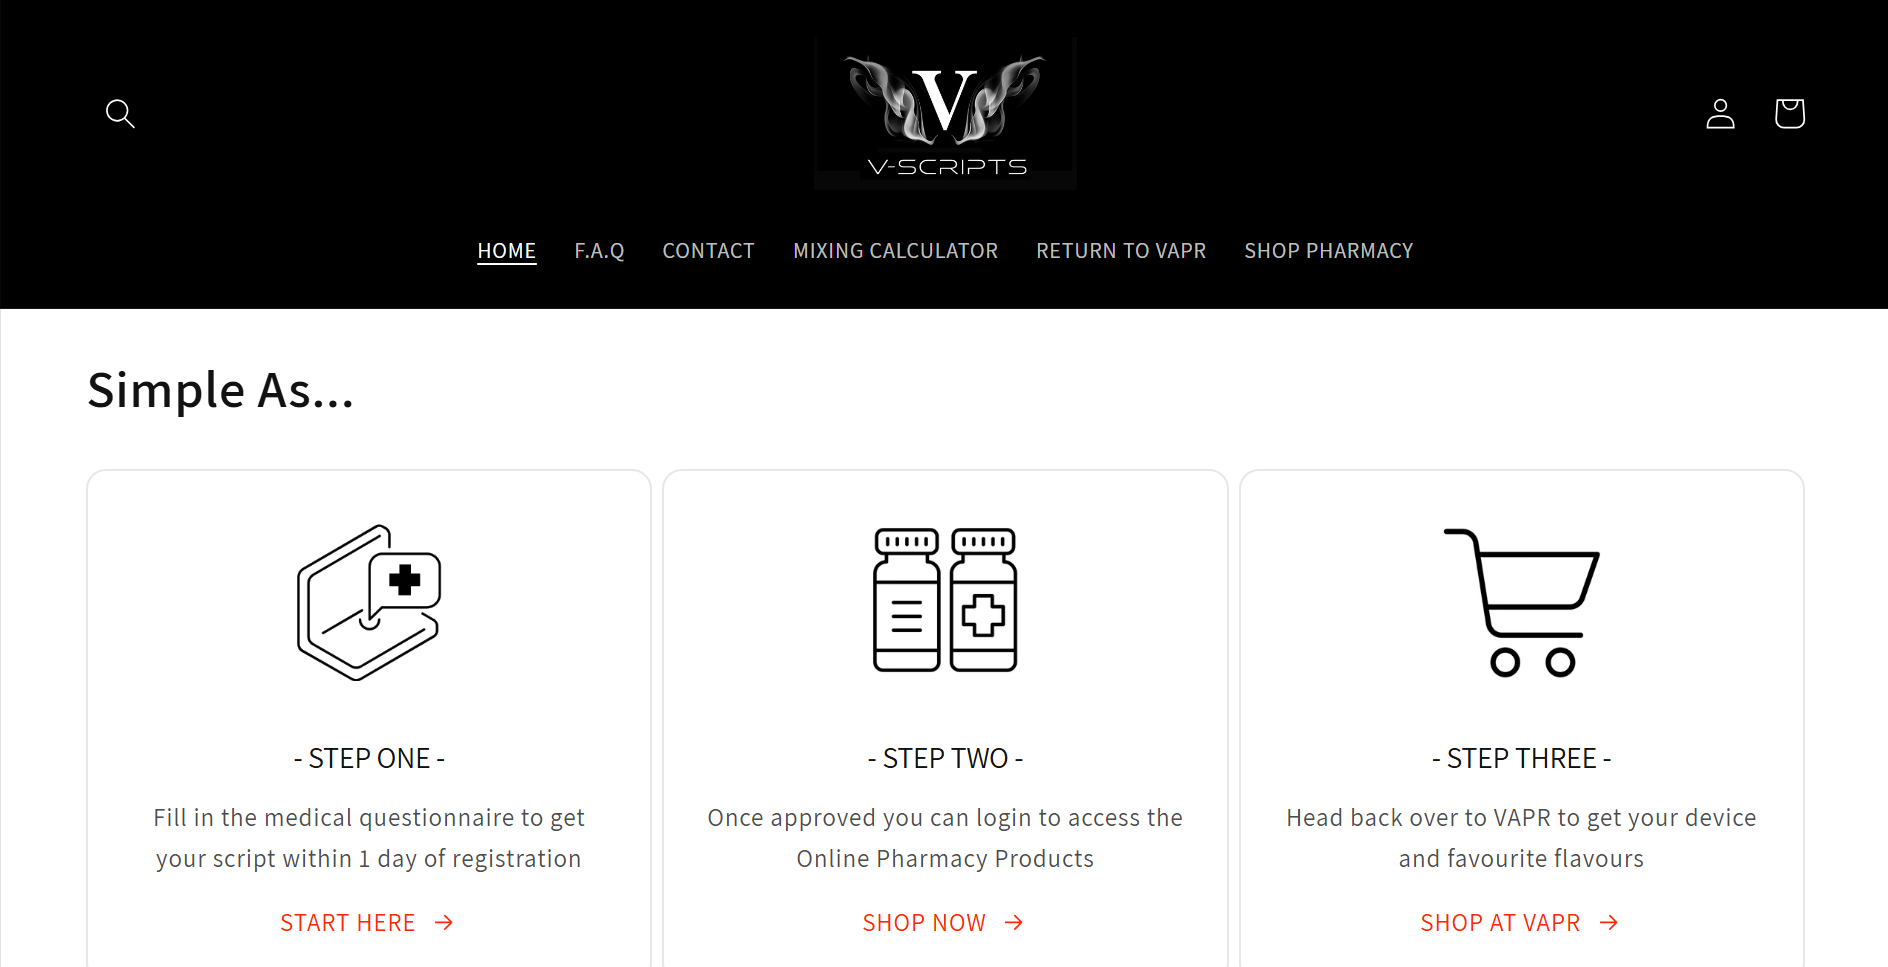 V
V-SCRIPTS
HOME F.A.Q CONTACT MIXING CALCULATOR RETURN TO VAPR SHOP PHARMACY
Simple As...
- STEP ONE -
Fill in the medical questionnaire to get
your script within 1 day of registration
START HERE →
- STEP TWO -
Once approved you can login to access the
Online Pharmacy Products
SHOP NOW →
- STEP THREE -
Head back over to VAPR to get your device
and favourite flavours
SHOP AT VAPR →